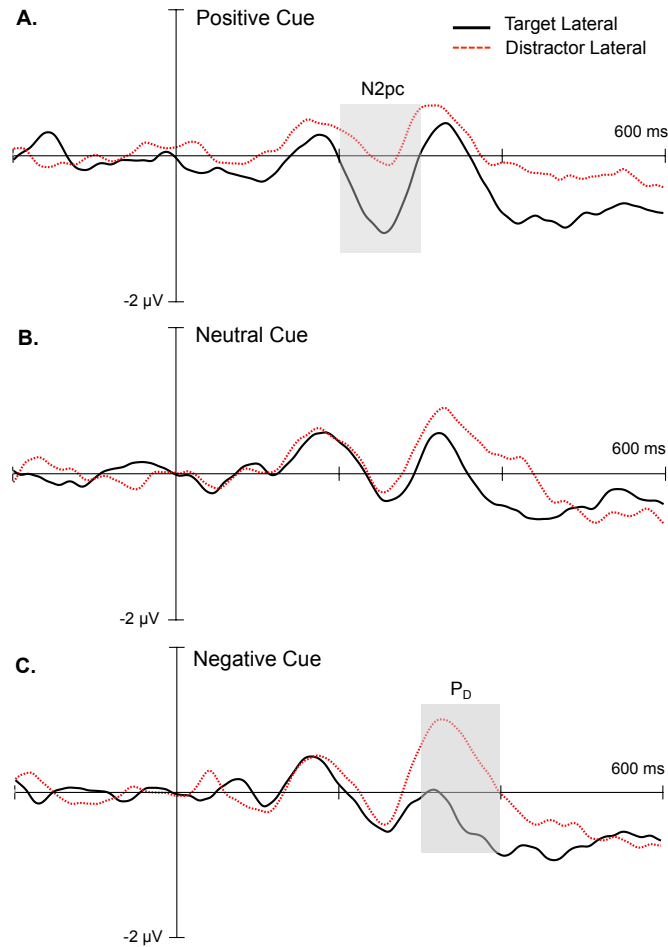 A.
Positive Cue
Target Lateral
Distractor Lateral
N2pc
600 ms
-2 µV
B.
Neutral Cue
600 ms
-2 µV
C.
Negative Cue
P_D
600 ms
-2 µV